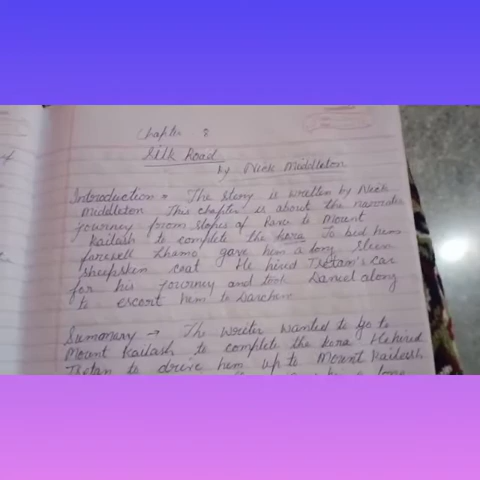 Chapter 8
Silk Road
by Nick Middleton
Introduction → The story is written by Nick
Middleton This chapter is about the narrator
journey from slopes of Ravi to Mount
Kailash to complete the kora To bid him
farewell Lhamo gave him a long sleen
sheepskin coat He hired Tsetan's car
for his journey and took Daniel along
to escort him to Darchen
Summary → The writer wanted to go to
Mount Kailash to complete the kora He hired
Tsetan to drive him up to Mount Kailash